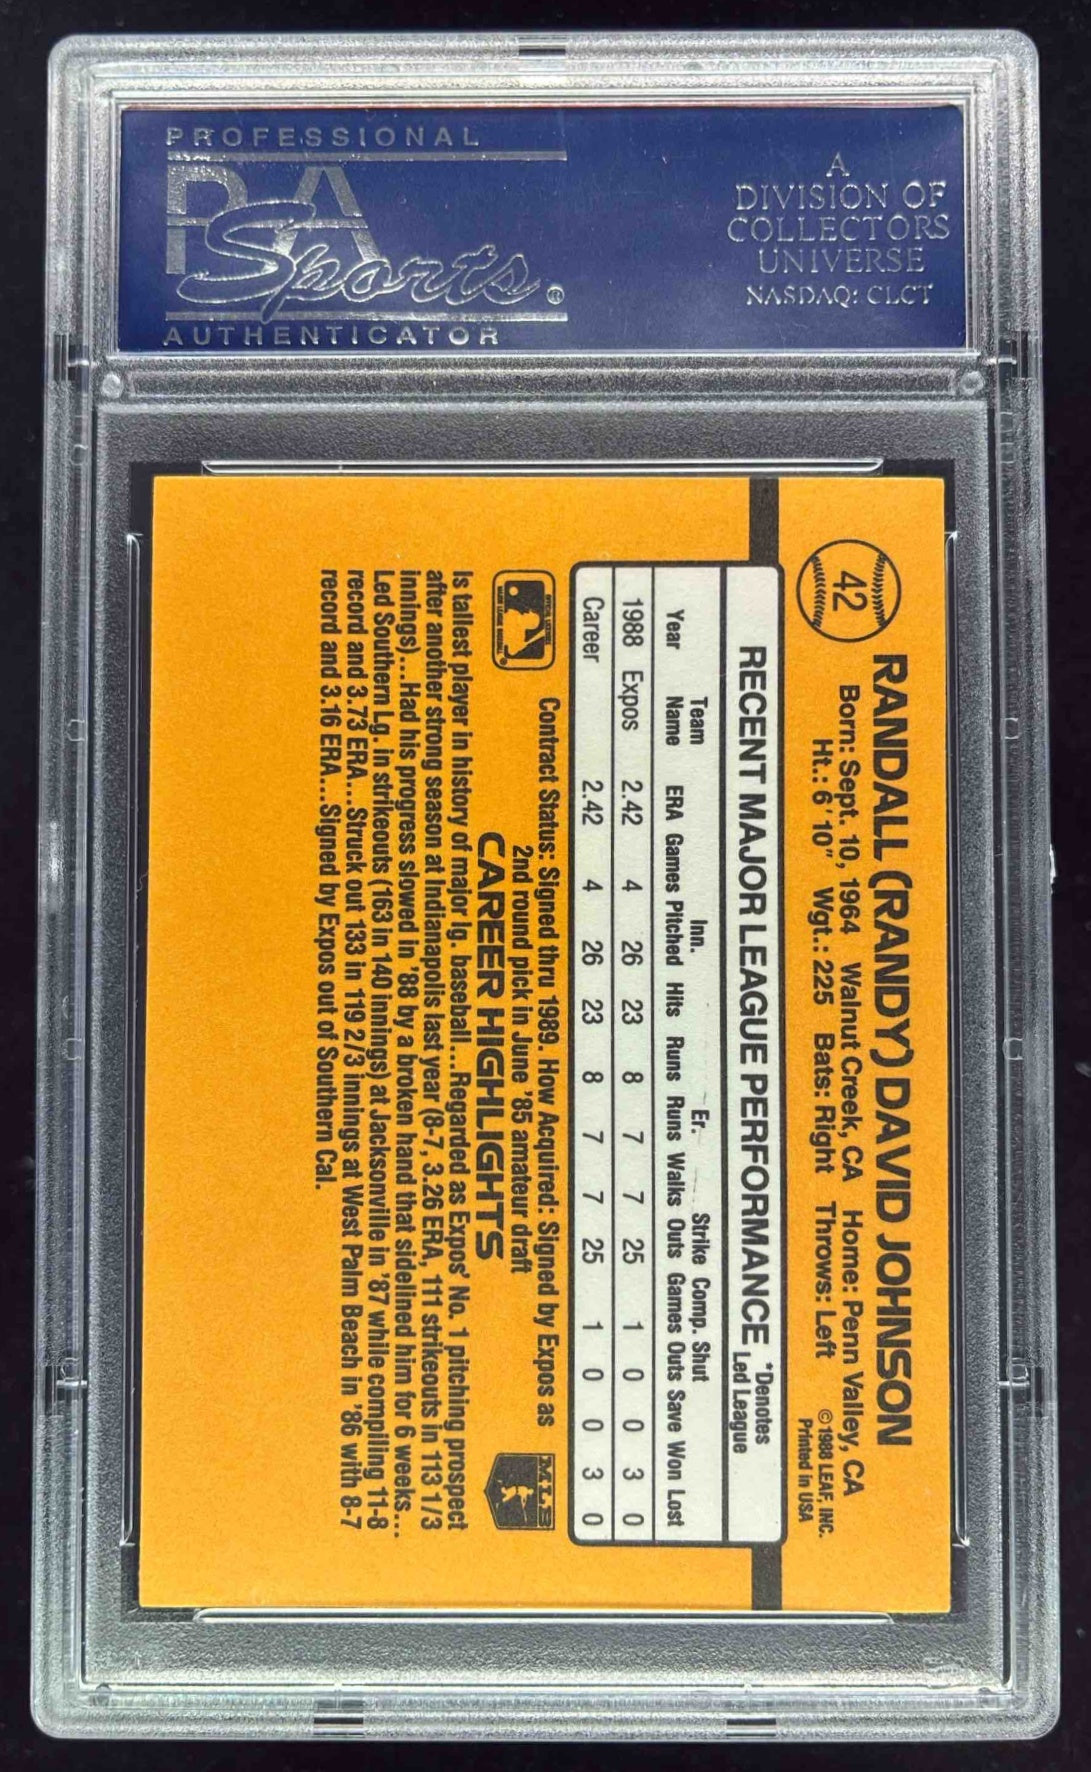 PROFESSIONAL
PSA
Sports®
AUTHENTICATOR
A
DIVISION OF
COLLECTORS
UNIVERSE
NASDAQ: CLCT
42
RANDALL (RANDY) DAVID JOHNSON
Born: Sept. 10, 1964 Walnut Creek, CA Home: Penn Valley, CA
Ht.: 6'10" Wgt.: 225 Bats: Right Throws: Left
©1988 LEAF, INC.
Printed in USA
RECENT MAJOR LEAGUE PERFORMANCE
*Denotes
Led League
Team Inn. Er. Strike Comp. Shut
Year Name ERA Games Pitched Hits Runs Runs Walks Outs Games Outs Save Won Lost
1988 Expos 2.42 4 26 23 8 7 7 25 1 0 0 3 0
Career 2.42 4 26 23 8 7 7 25 1 0 0 3 0
Contract Status: Signed thru 1989. How Acquired: Signed by Expos as
2nd round pick in June '85 amateur draft
MLB
CAREER HIGHLIGHTS
Is tallest player in history of major lg. baseball...Regarded as Expos' No. 1 pitching prospect
after another strong season at Indianapolis last year (8-7, 3.26 ERA, 111 strikeouts in 113 1/3
innings)...Had his progress slowed in '88 by a broken hand that sidelined him for 6 weeks...
Led Southern Lg. in strikeouts (163 in 140 innings) at Jacksonville in '87 while compiling 11-8
record and 3.73 ERA...Struck out 133 in 119 2/3 innings at West Palm Beach in '86 with 8-7
record and 3.16 ERA...Signed by Expos out of Southern Cal.